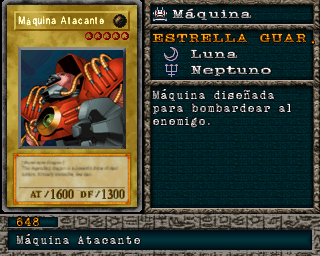 Máquina Atacante
AT/1600 DF/1300
Máquina
ESTRELLA GUAR.
Luna
Neptuno
Máquina diseñada
para bombardear al
enemigo.
648
Máquina Atacante